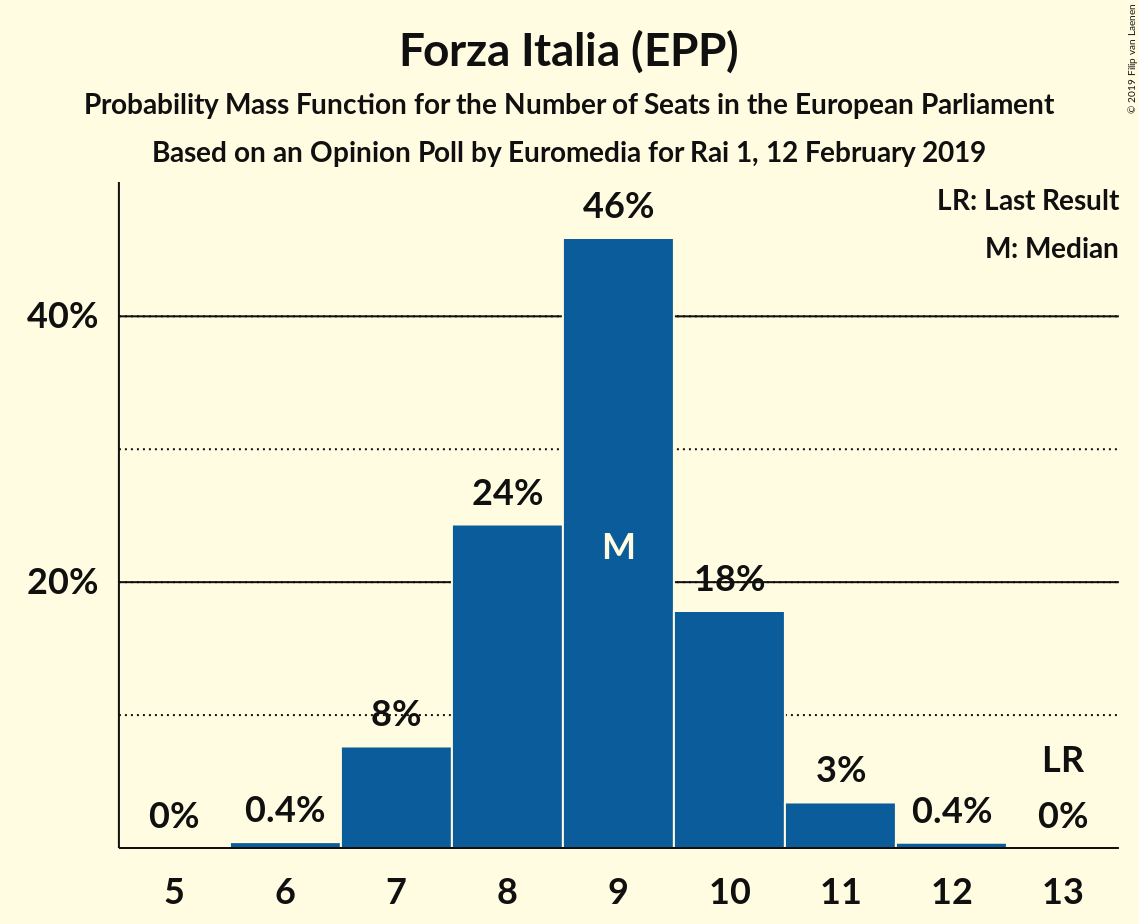 Forza Italia (EPP)
Probability Mass Function for the Number of Seats in the European Parliament
Based on an Opinion Poll by Euromedia for Rai 1, 12 February 2019
© 2019 Filip van Laenen
LR: Last Result
M: Median
46%
40%
24%
M
20%
18%
8%
LR
3%
0%
0.4%
0.4%
0%
5 6 7 8 9 10 11 12 13